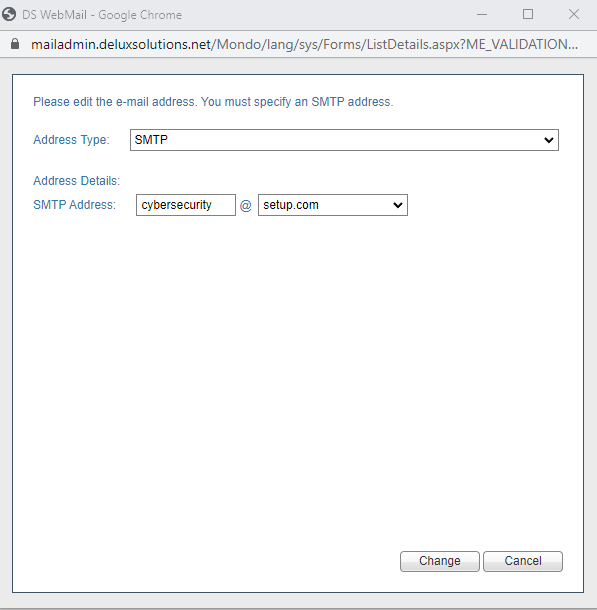 DS WebMail - Google Chrome
mailadmin.deluxsolutions.net/Mondo/lang/sys/Forms/ListDetails.aspx?ME_VALIDATION...
Please edit the e-mail address. You must specify an SMTP address.
Address Type: SMTP
Address Details:
SMTP Address: cybersecurity @ setup.com
Change Cancel